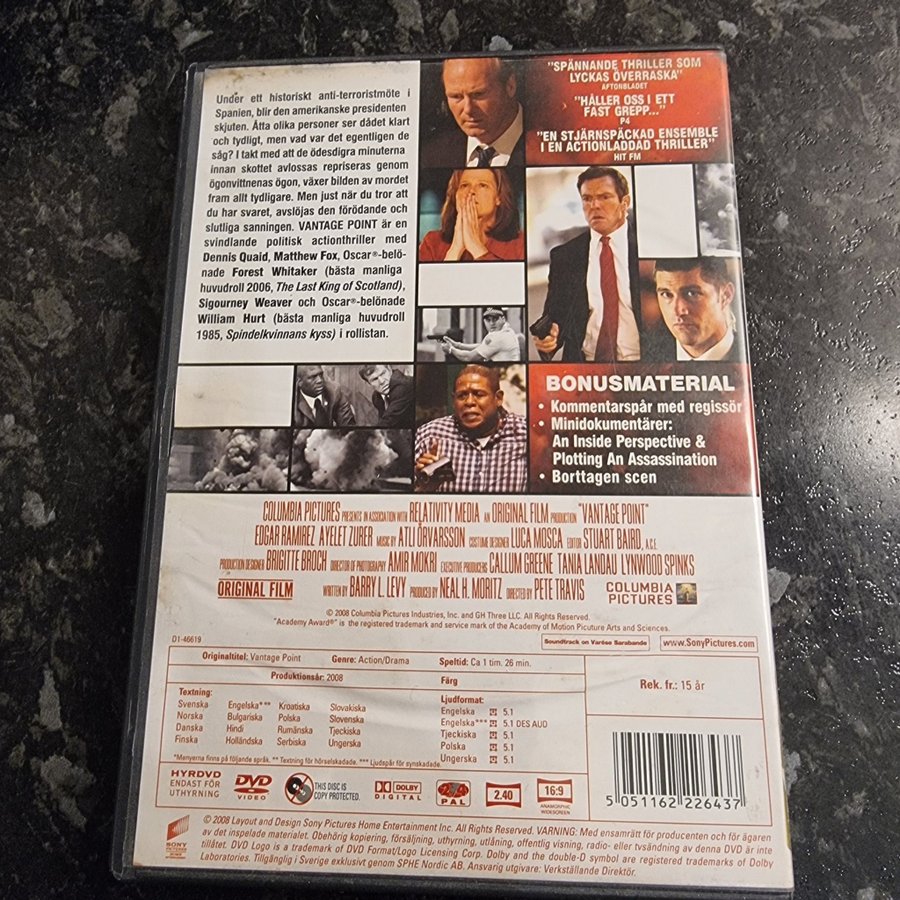 Under ett historiskt anti-terroristmöte i
Spanien, blir den amerikanske presidenten
skjuten. Åtta olika personer ser dådet klart
och tydligt, men vad var det egentligen de
såg? I takt med att de ödesdigra minuterna
innan skottet avlossas repriseras genom
ögonvittnenas ögon, växer bilden av mordet
fram allt tydligare. Men just när du tror att
du har svaret, avslöjas den förödande och
slutliga sanningen. VANTAGE POINT är en
svindlande politisk actionthriller med
Dennis Quaid, Matthew Fox, Oscar®-belö-
nade Forest Whitaker (bästa manliga
huvudroll 2006, The Last King of Scotland),
Sigourney Weaver och Oscar®-belönade
William Hurt (bästa manliga huvudroll
1985, Spindelkvinnans kyss) i rollistan.
"SPÄNNANDE THRILLER SOM
LYCKAS ÖVERRASKA"
AFTONBLADET
"HÅLLER OSS I ETT
FAST GREPP..."
P4
"EN STJÄRNSPÄCKAD ENSEMBLE
I EN ACTIONLADDAD THRILLER"
HIT FM
BONUSMATERIAL
• Kommentarspår med regissör
• Minidokumentärer:
An Inside Perspective &
Plotting An Assassination
• Borttagen scen
COLUMBIA PICTURES PRESENTS IN ASSOCIATION WITH RELATIVITY MEDIA AN ORIGINAL FILM PRODUCTION "VANTAGE POINT"
EDGAR RAMIREZ AYELET ZURER MUSIC BY ATLI ÖRVARSSON COSTUME DESIGNER LUCA MOSCA EDITOR STUART BAIRD, A.C.E.
PRODUCTION DESIGNER BRIGITTE BROCH DIRECTOR OF PHOTOGRAPHY AMIR MOKRI EXECUTIVE PRODUCERS CALLUM GREENE TANIA LANDAU LYNWOOD SPINKS
ORIGINAL FILM WRITTEN BY BARRY L. LEVY PRODUCED BY NEAL H. MORITZ DIRECTED BY PETE TRAVIS COLUMBIA
PICTURES
© 2008 Columbia Pictures Industries, Inc. and GH Three LLC. All Rights Reserved.
"Academy Award®" is the registered trademark and service mark of the Academy of Motion Picuture Arts and Sciences.
D1-46619
Soundtrack on Varèse Sarabande
www.SonyPictures.com
Originaltitel: Vantage Point Genre: Action/Drama Speltid: Ca 1 tim. 26 min.
Produktionsår: 2008 Färg
Rek. fr.: 15 år
Textning:
Svenska Engelska*** Kroatiska Slovakiska
Norska Bulgariska Polska Slovenska
Danska Hindi Rumänska Tjeckiska
Finska Holländska Serbiska Ungerska
Ljudformat:
Engelska 5.1
Engelska*** 5.1 DES AUD
Tjeckiska 5.1
Polska 5.1
Ungerska 5.1
*Menyerna finns på följande språk. ** Textning för hörselskadade. *** Ljudspår för synskadade.
HYRDVD
ENDAST FÖR
UTHYRNING
DVD
VIDEO
THIS DISC IS
COPY PROTECTED.
DOLBY
DIGITAL
2
PAL
2.40
16:9
ANAMORPHIC
WIDESCREEN
5 051162 226437
SONY
PICTURES
© 2008 Layout and Design Sony Pictures Home Entertainment Inc. All Rights Reserved. VARNING: Med ensamrätt för producenten och för ägaren
av det inspelade materialet. Obehörig kopiering, försäljning, uthyrning, utlåning, offentlig visning, radio- eller tvsändning av denna DVD är inte
tillåtet. DVD Logo is a trademark of DVD Format/Logo Licensing Corp. Dolby and the double-D symbol are registered trademarks of Dolby
Laboratories. Tillgänglig i Sverige exklusivt genom SPHE Nordic AB. Ansvarig utgivare: Verkställande Direktör.